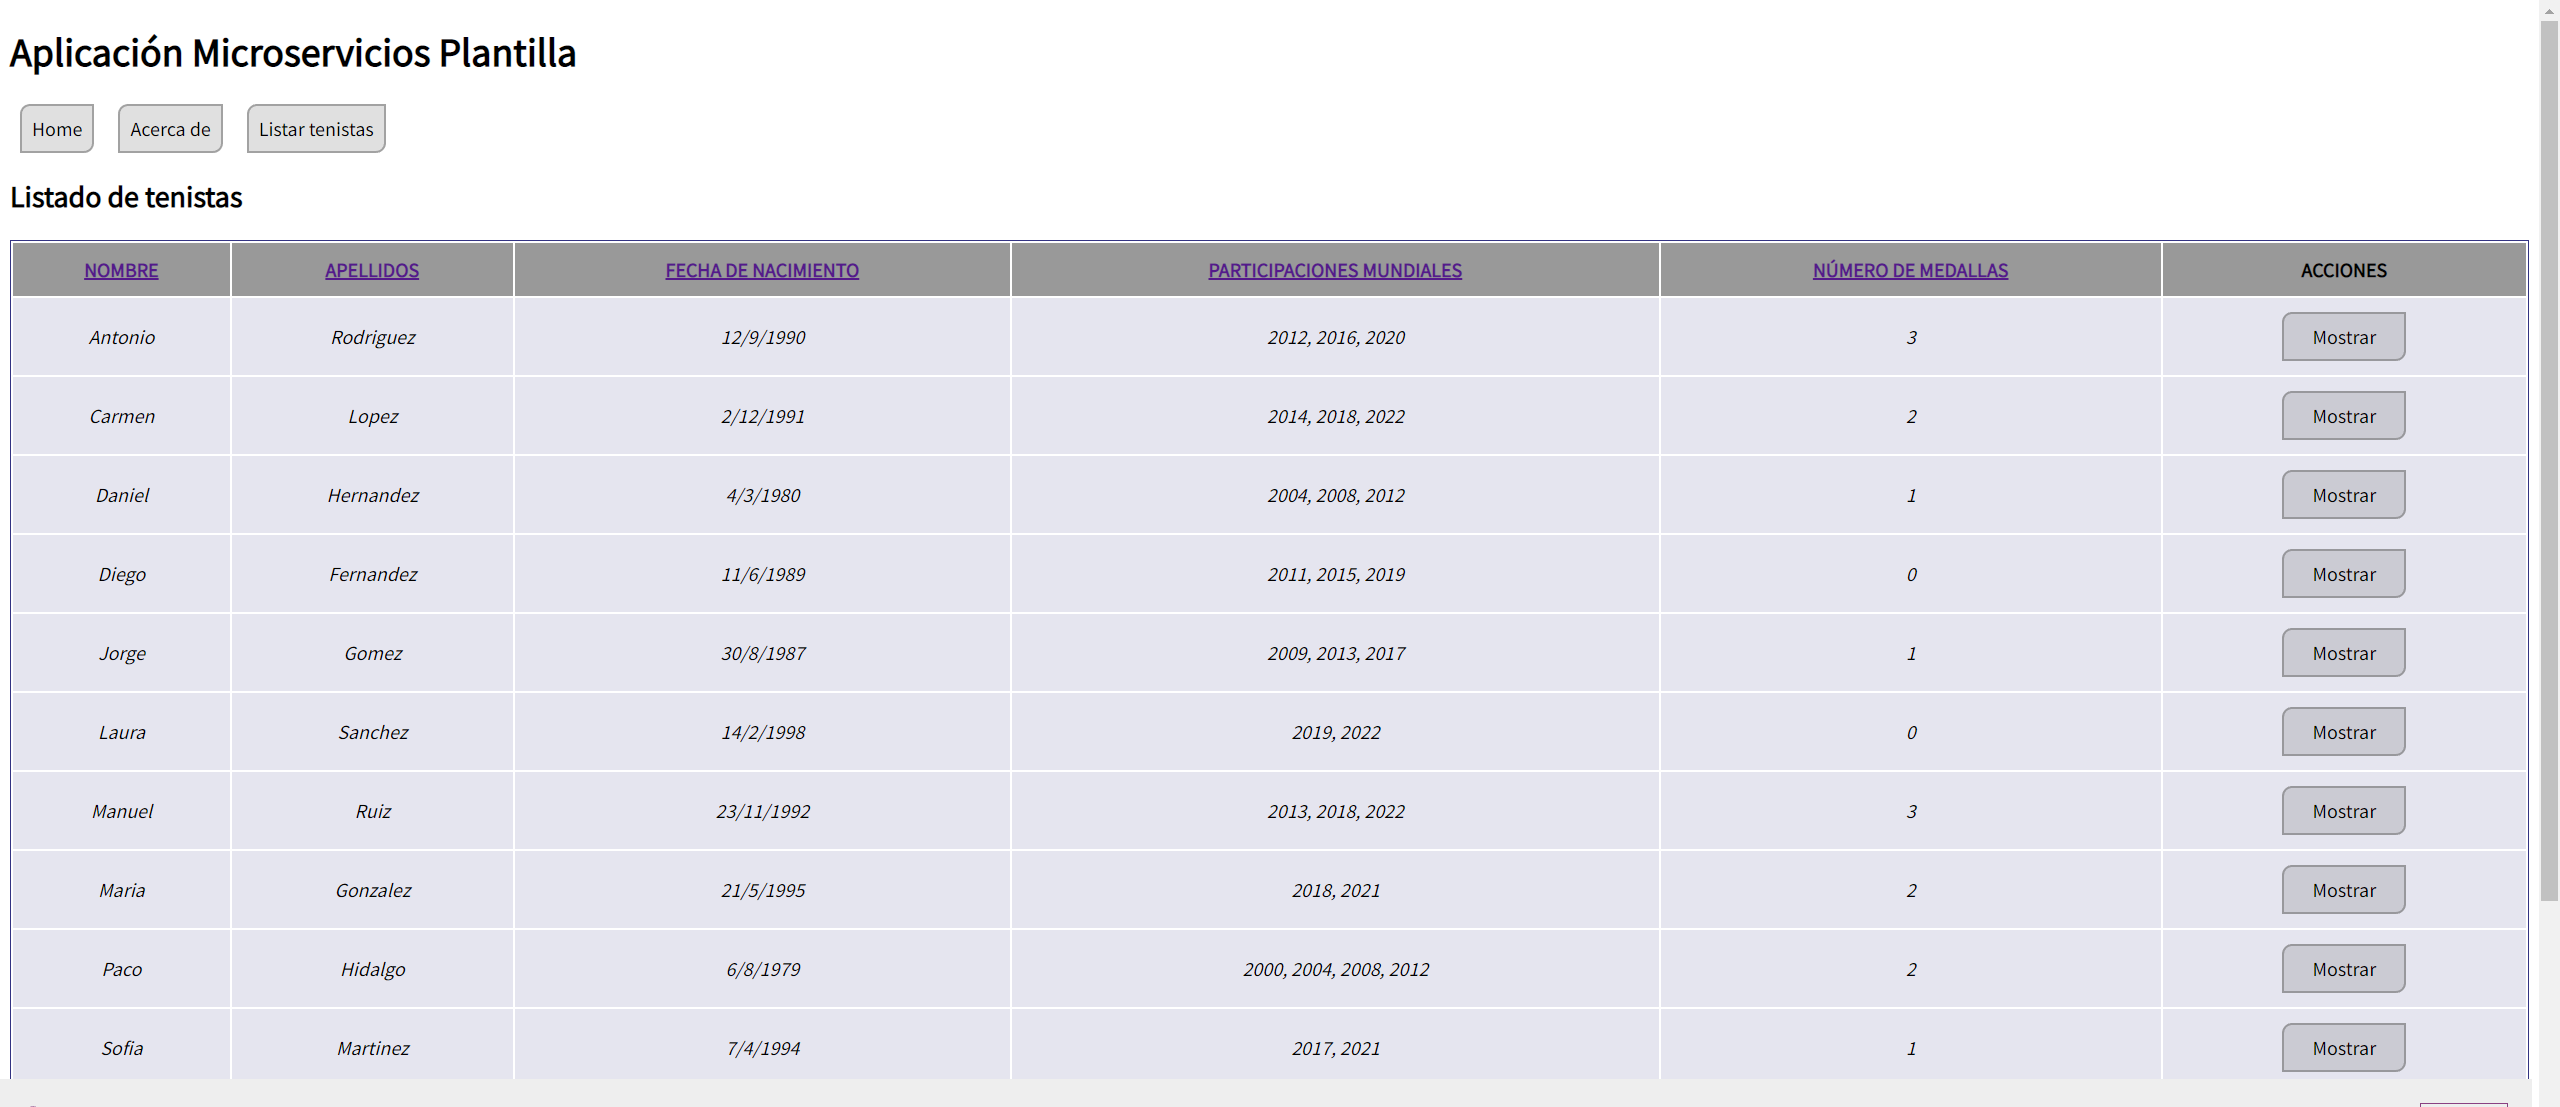 Aplicación Microservicios Plantilla
Home Acerca de Listar tenistas
Listado de tenistas
NOMBRE APELLIDOS FECHA DE NACIMIENTO PARTICIPACIONES MUNDIALES NÚMERO DE MEDALLAS ACCIONES
Antonio Rodriguez 12/9/1990 2012, 2016, 2020 3 Mostrar
Carmen Lopez 2/12/1991 2014, 2018, 2022 2 Mostrar
Daniel Hernandez 4/3/1980 2004, 2008, 2012 1 Mostrar
Diego Fernandez 11/6/1989 2011, 2015, 2019 0 Mostrar
Jorge Gomez 30/8/1987 2009, 2013, 2017 1 Mostrar
Laura Sanchez 14/2/1998 2019, 2022 0 Mostrar
Manuel Ruiz 23/11/1992 2013, 2018, 2022 3 Mostrar
Maria Gonzalez 21/5/1995 2018, 2021 2 Mostrar
Paco Hidalgo 6/8/1979 2000, 2004, 2008, 2012 2 Mostrar
Sofia Martinez 7/4/1994 2017, 2021 1 Mostrar